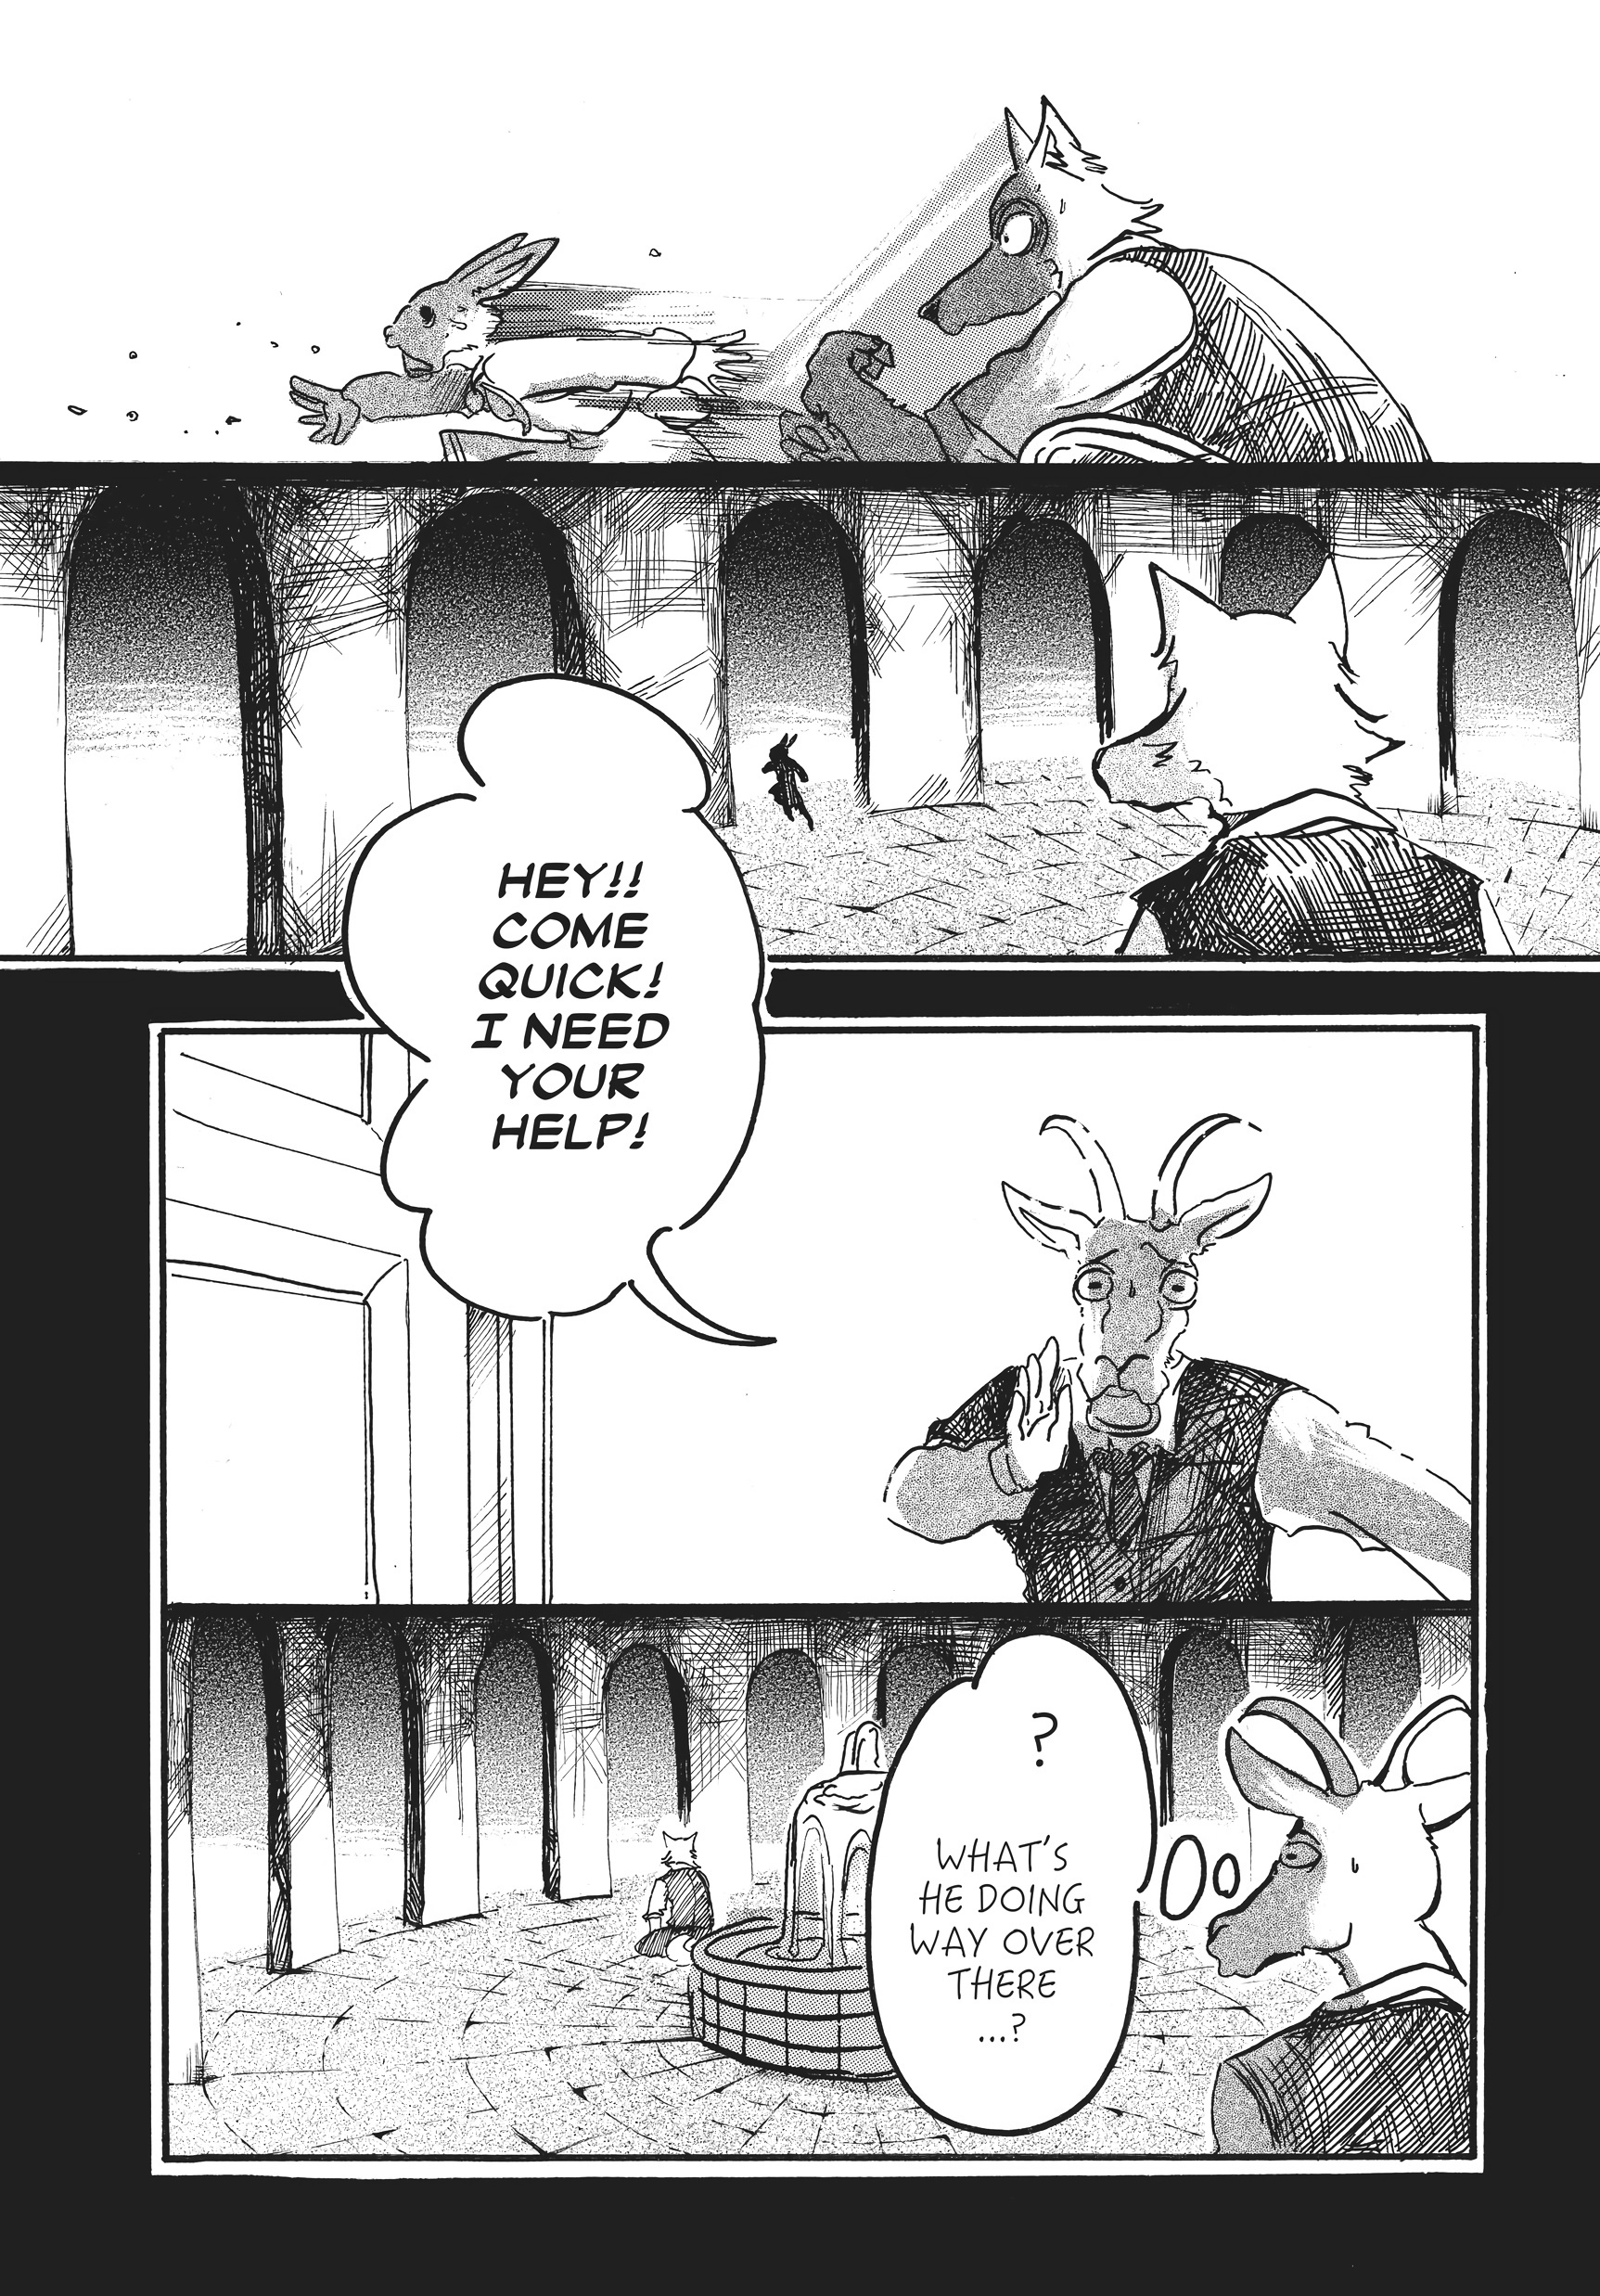 HEY!!
COME
QUICK!
I NEED
YOUR
HELP!
?
WHAT'S
HE DOING
WAY OVER
THERE
...?